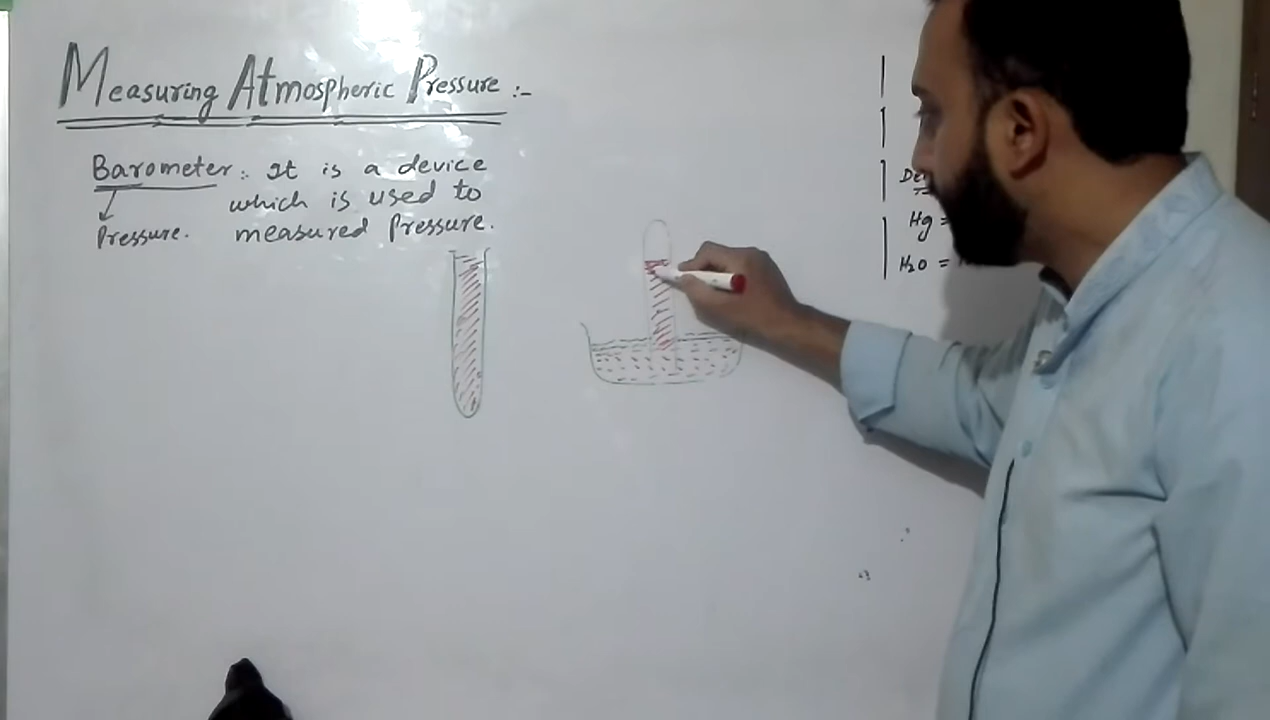 Measuring Atmospheric Pressure :-
Barometer :. It is a device
which is used to
Pressure. measured Pressure.
Hg =
H2O =